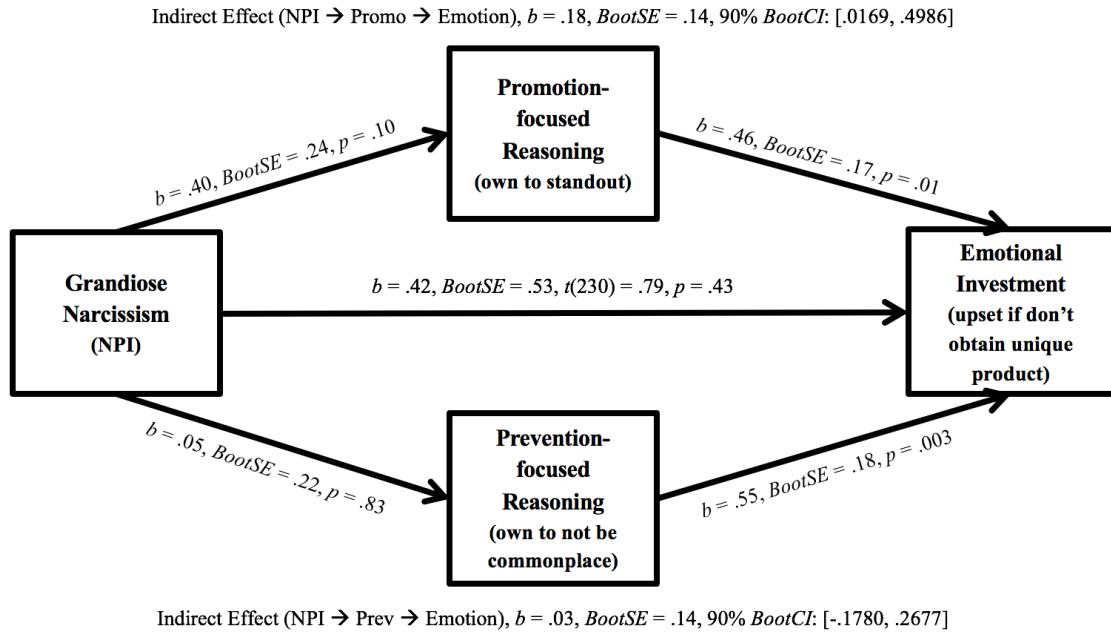 Indirect Effect (NPI → Promo → Emotion), b = .18, BootSE = .14, 90% BootCI: [.0169, .4986]
Promotion-
focused
Reasoning
(own to standout)
b = .40, BootSE = .24, p = .10
b = .46, BootSE = .17, p = .01
Grandiose
Narcissism
(NPI)
b = .42, BootSE = .53, t(230) = .79, p = .43
Emotional
Investment
(upset if don’t
obtain unique
product)
b = .05, BootSE = .22, p = .83
Prevention-
focused
Reasoning
(own to not be
commonplace)
b = .55, BootSE = .18, p = .003
Indirect Effect (NPI → Prev → Emotion), b = .03, BootSE = .14, 90% BootCI: [-.1780, .2677]